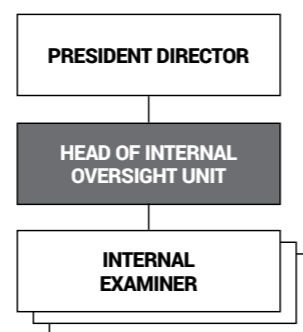 PRESIDENT DIRECTOR
HEAD OF INTERNAL
OVERSIGHT UNIT
INTERNAL
EXAMINER